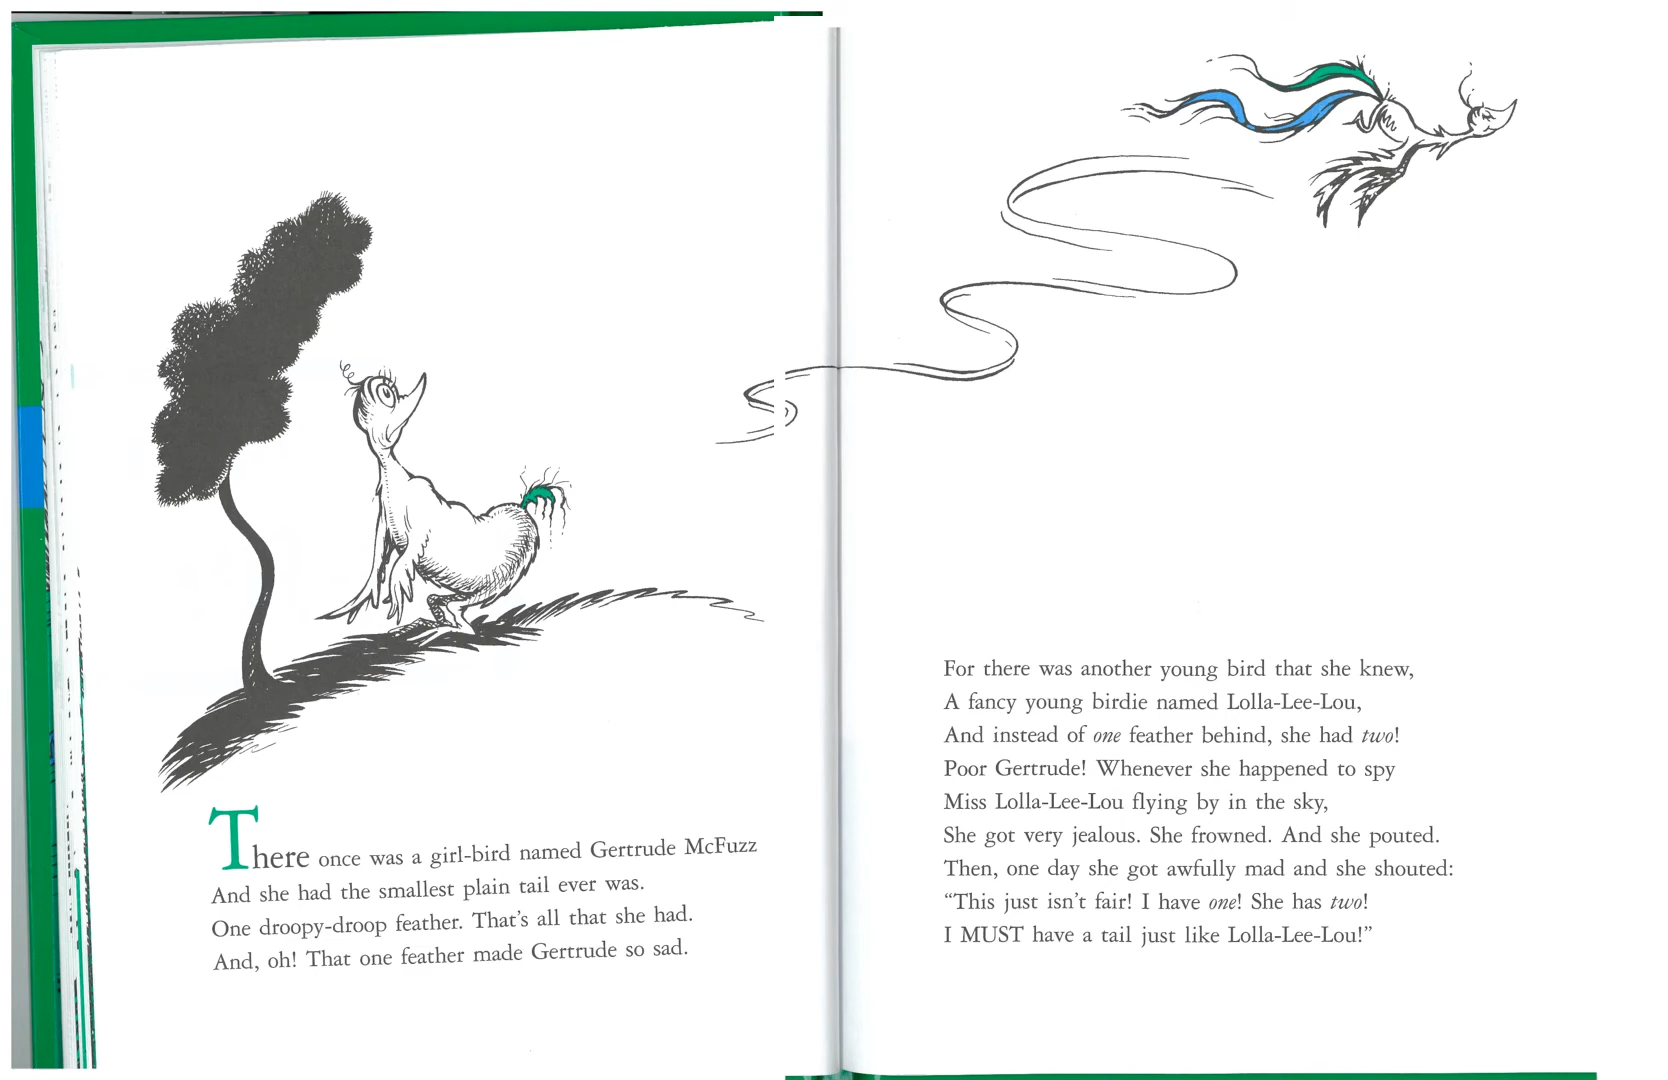 There once was a girl-bird named Gertrude McFuzz
And she had the smallest plain tail ever was.
One droopy-droop feather. That's all that she had.
And, oh! That one feather made Gertrude so sad.
For there was another young bird that she knew,
A fancy young birdie named Lolla-Lee-Lou,
And instead of one feather behind, she had two!
Poor Gertrude! Whenever she happened to spy
Miss Lolla-Lee-Lou flying by in the sky,
She got very jealous. She frowned. And she pouted.
Then, one day she got awfully mad and she shouted:
“This just isn't fair! I have one! She has two!
I MUST have a tail just like Lolla-Lee-Lou!”